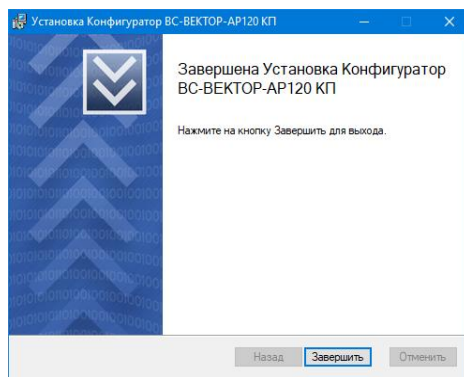 Установка Конфигуратор ВС-ВЕКТОР-АР120 КП
Завершена Установка Конфигуратор
ВС-ВЕКТОР-АР120 КП
Нажмите на кнопку Завершить для выхода.
Назад
Завершить
Отменить